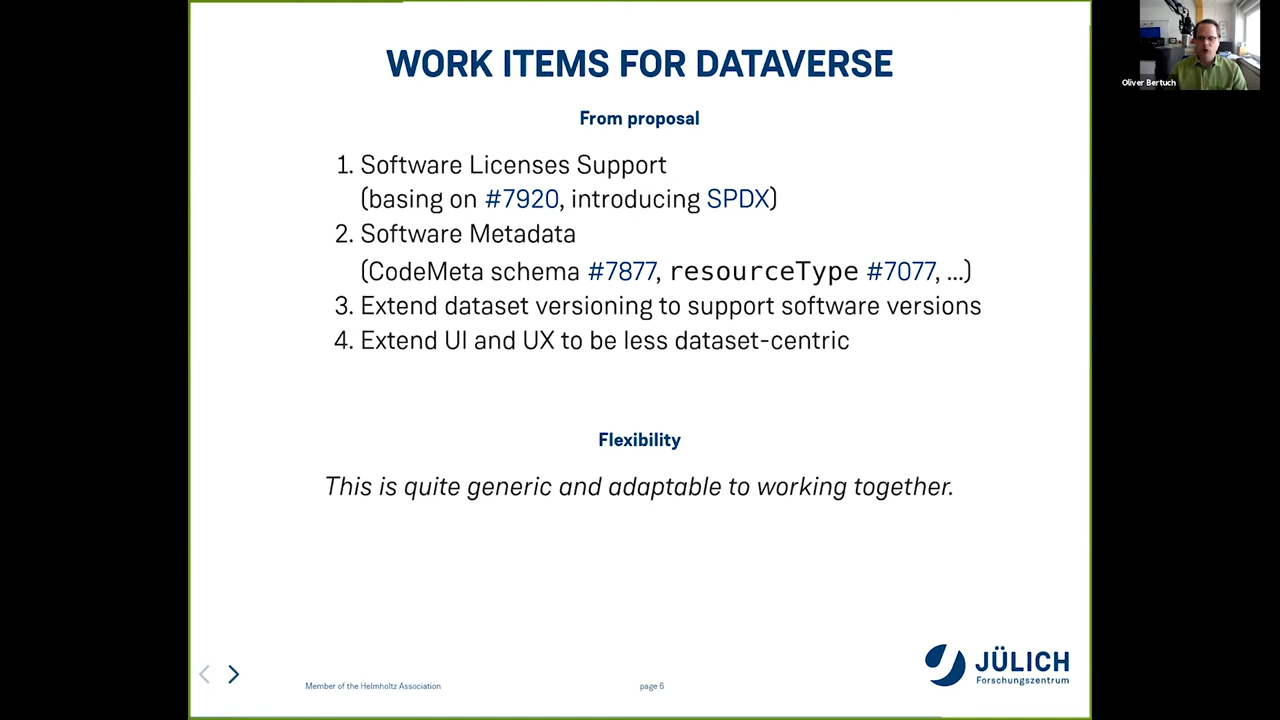 WORK ITEMS FOR DATAVERSE
Oliver Bertuch
From proposal
1. Software Licenses Support
(basing on #7920, introducing SPDX)
2. Software Metadata
(CodeMeta schema #7877, resourceType #7077, ...)
3. Extend dataset versioning to support software versions
4. Extend UI and UX to be less dataset-centric
Flexibility
This is quite generic and adaptable to working together.
JÜLICH
Forschungszentrum
Member of the Helmholtz Association
page 6